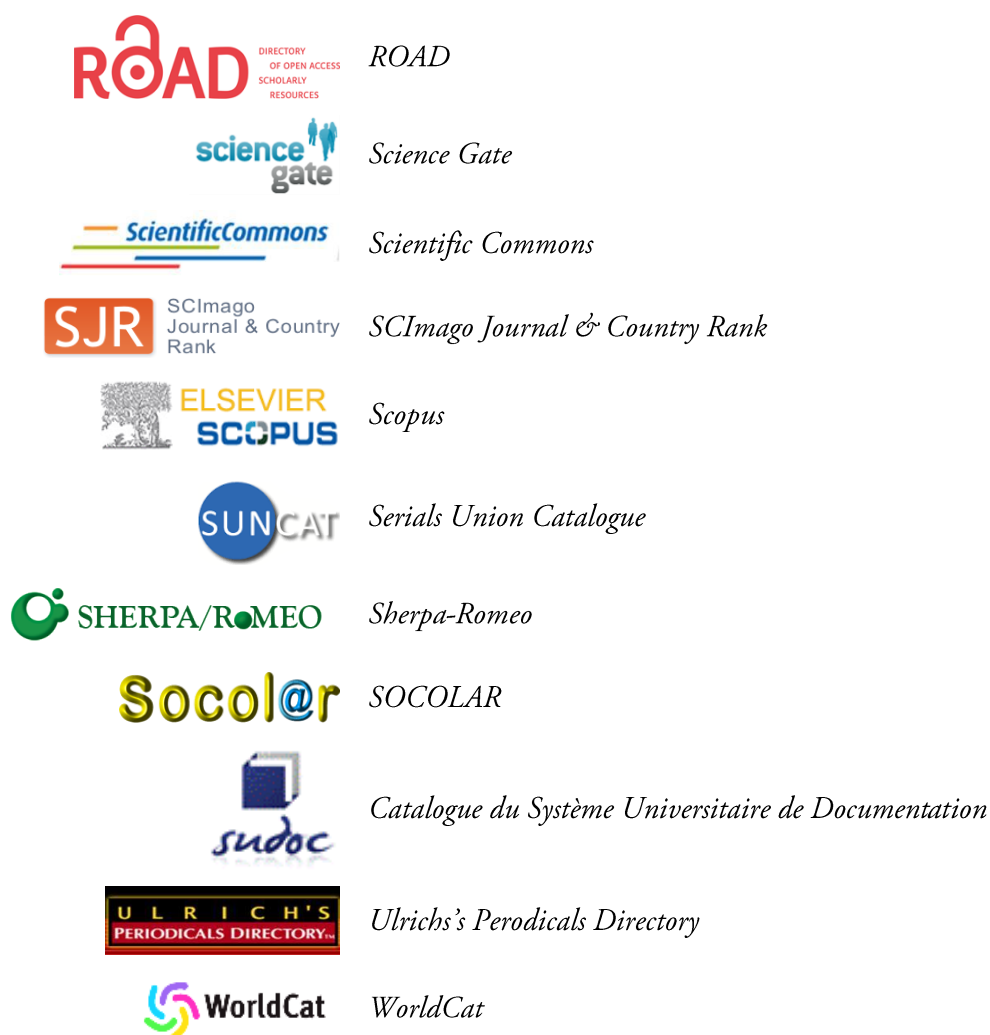 ROAD
DIRECTORY
OF OPEN ACCESS
SCHOLARLY
RESOURCES
ROAD
science
gate
Science Gate
ScientificCommons
Scientific Commons
SJR
SCImago
Journal & Country
Rank
SCImago Journal & Country Rank
ELSEVIER
SCOPUS
Scopus
SUNCAT
Serials Union Catalogue
SHERPA/RoMEO
Sherpa-Romeo
Socol@r
SOCOLAR
sudoc
Catalogue du Système Universitaire de Documentation
ULRICH'S
PERIODICALS DIRECTORY™
Ulrichs’s Perodicals Directory
WorldCat
WorldCat